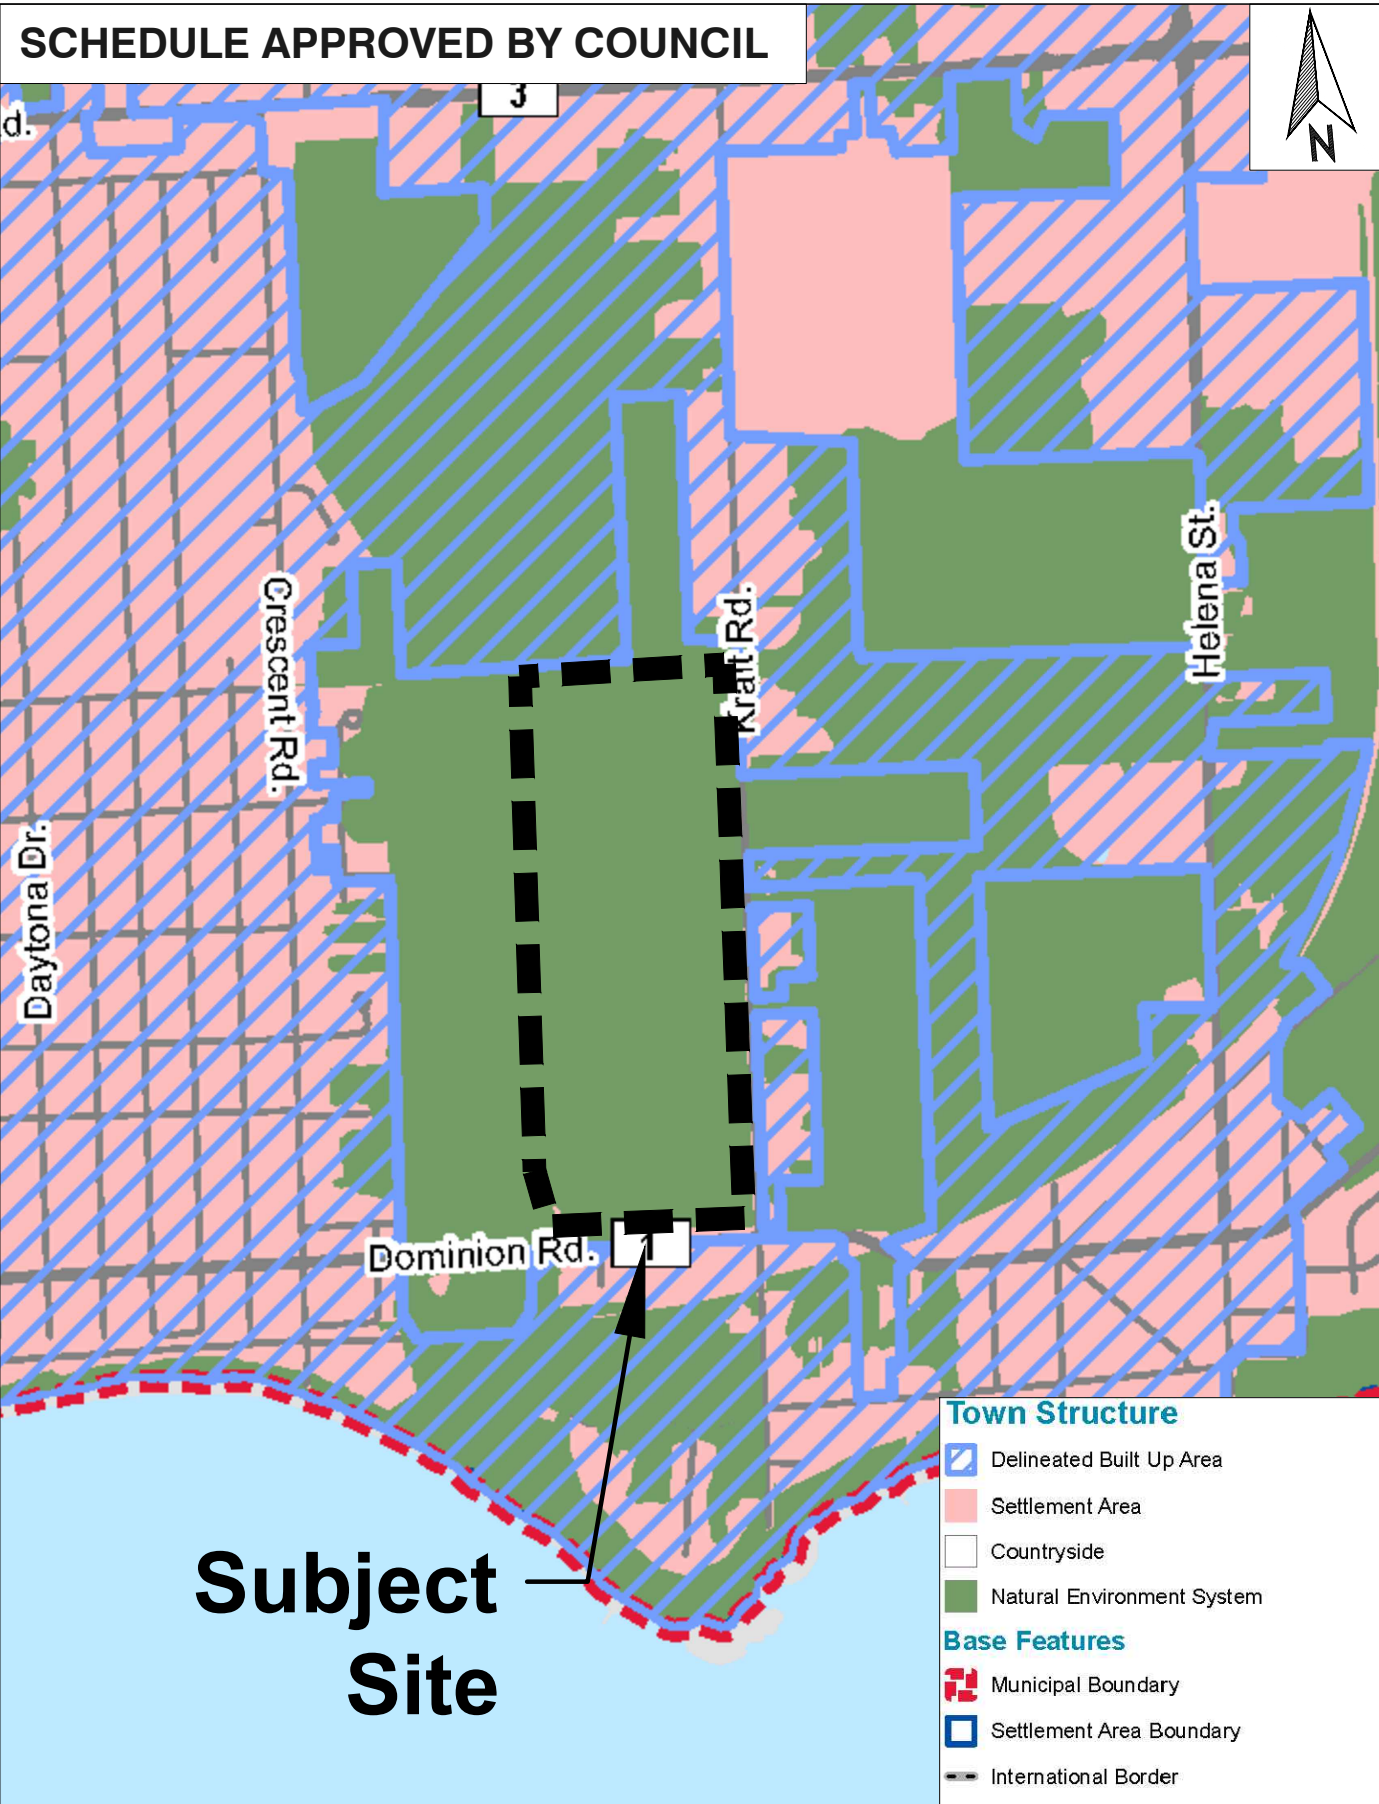 SCHEDULE APPROVED BY COUNCIL
N
3
d.
Helena St.
Kraft Rd.
Crescent Rd.
Daytona Dr.
Dominion Rd.
1
Subject
Site
Town Structure
Delineated Built Up Area
Settlement Area
Countryside
Natural Environment System
Base Features
Municipal Boundary
Settlement Area Boundary
International Border